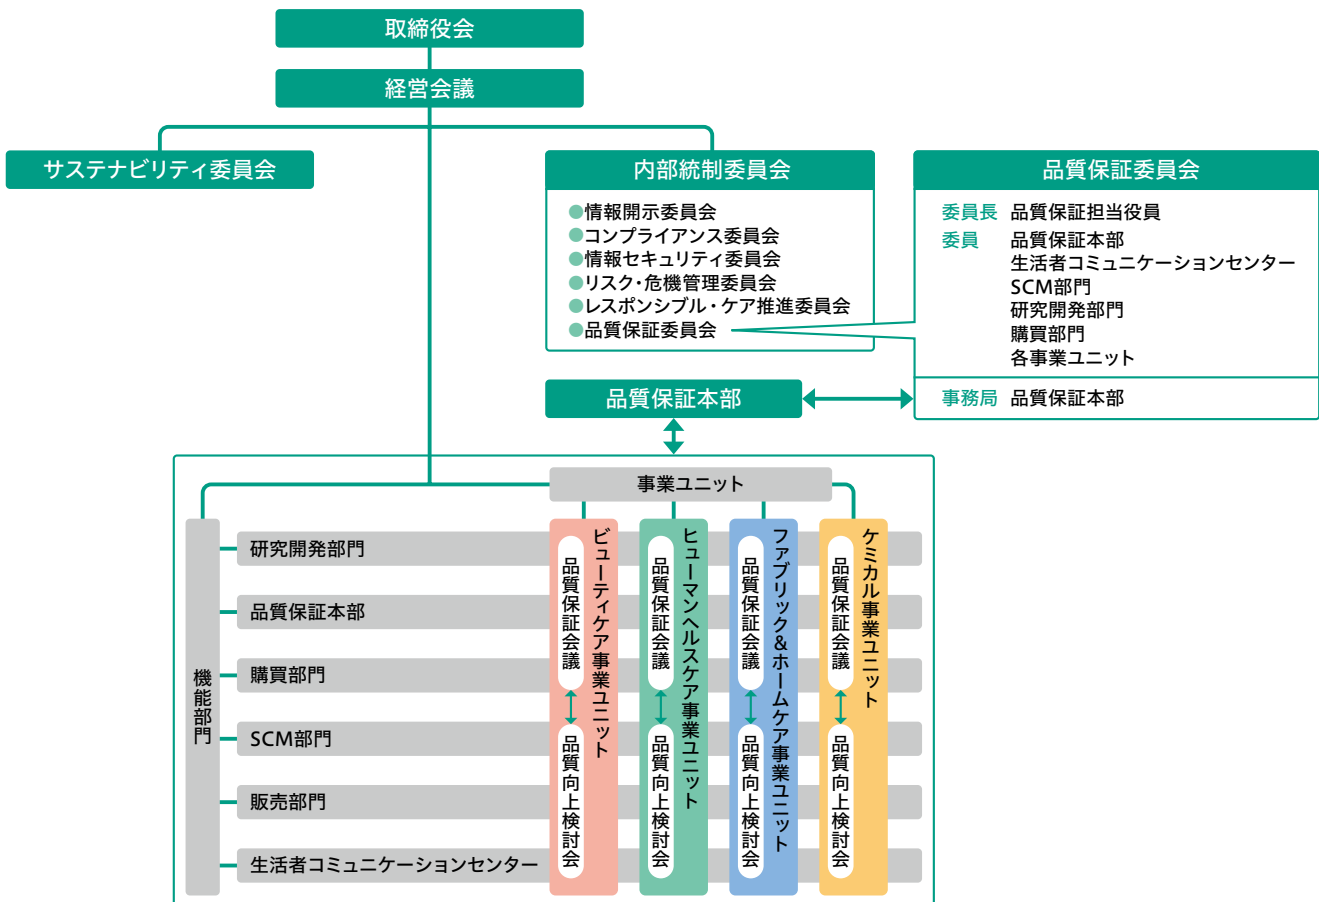 取締役会
経営会議
サステナビリティ委員会
内部統制委員会
●情報開示委員会
●コンプライアンス委員会
●情報セキュリティ委員会
●リスク・危機管理委員会
●レスポンシブル・ケア推進委員会
●品質保証委員会
品質保証委員会
委員長 品質保証担当役員
委員 品質保証本部
生活者コミュニケーションセンター
SCM部門
研究開発部門
購買部門
各事業ユニット
事務局 品質保証本部
品質保証本部
事業ユニット
機能部門
研究開発部門
品質保証本部
購買部門
SCM部門
販売部門
生活者コミュニケーションセンター
ビューティケア事業ユニット
品質保証会議
品質向上検討会
ヒューマンヘルスケア事業ユニット
品質保証会議
品質向上検討会
ファブリック&ホームケア事業ユニット
品質保証会議
品質向上検討会
ケミカル事業ユニット
品質保証会議
品質向上検討会